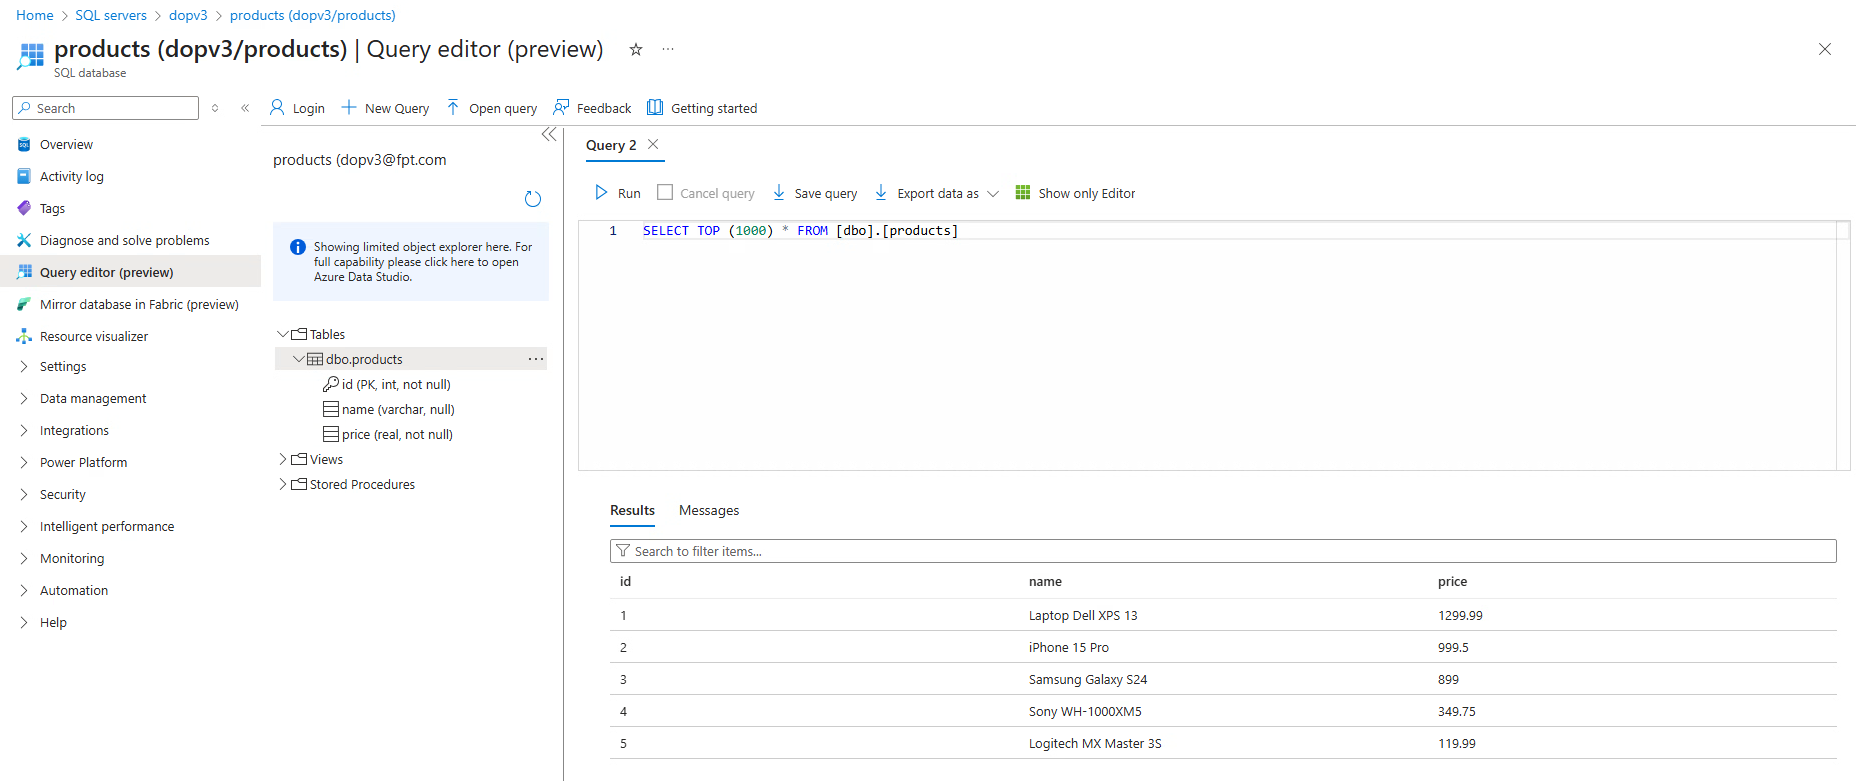 Home > SQL servers > dopv3 > products (dopv3/products)
products (dopv3/products) | Query editor (preview)
SQL database
Search
Login
New Query
Open query
Feedback
Getting started
Overview
Activity log
Tags
Diagnose and solve problems
Query editor (preview)
Mirror database in Fabric (preview)
Resource visualizer
Settings
Data management
Integrations
Power Platform
Security
Intelligent performance
Monitoring
Automation
Help
products (dopv3@fpt.com
Showing limited object explorer here. For
full capability please click here to open
Azure Data Studio.
Tables
dbo.products
id (PK, int, not null)
name (varchar, null)
price (real, not null)
Views
Stored Procedures
Query 2
Run
Cancel query
Save query
Export data as
Show only Editor
1 SELECT TOP (1000) * FROM [dbo].[products]
Results Messages
Search to filter items...
id name price
1 Laptop Dell XPS 13 1299.99
2 iPhone 15 Pro 999.5
3 Samsung Galaxy S24 899
4 Sony WH-1000XM5 349.75
5 Logitech MX Master 3S 119.99